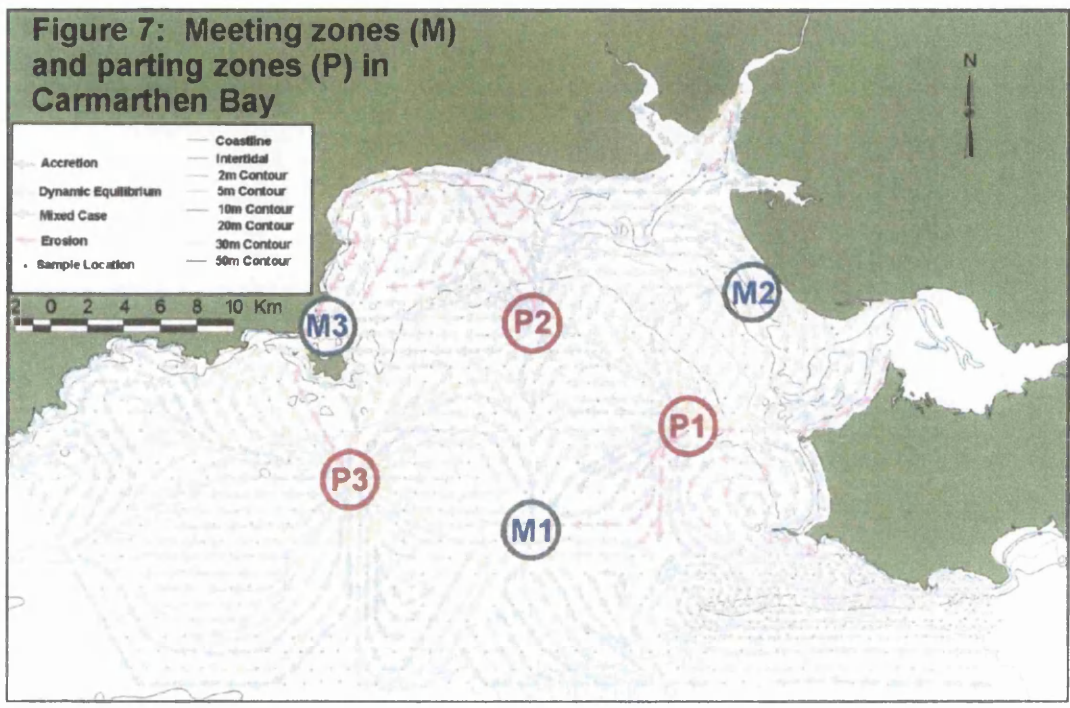 Figure 7: Meeting zones (M)
and parting zones (P) in
Carmarthen Bay
Accretion
Dynamic Equilibrium
Mixed Case
Erosion
Sample Location
Coastline
Intertidal
2m Contour
5m Contour
10m Contour
20m Contour
30m Contour
50m Contour
2 0 2 4 6 8 10 Km
N
M3
P2
M2
P1
P3
M1